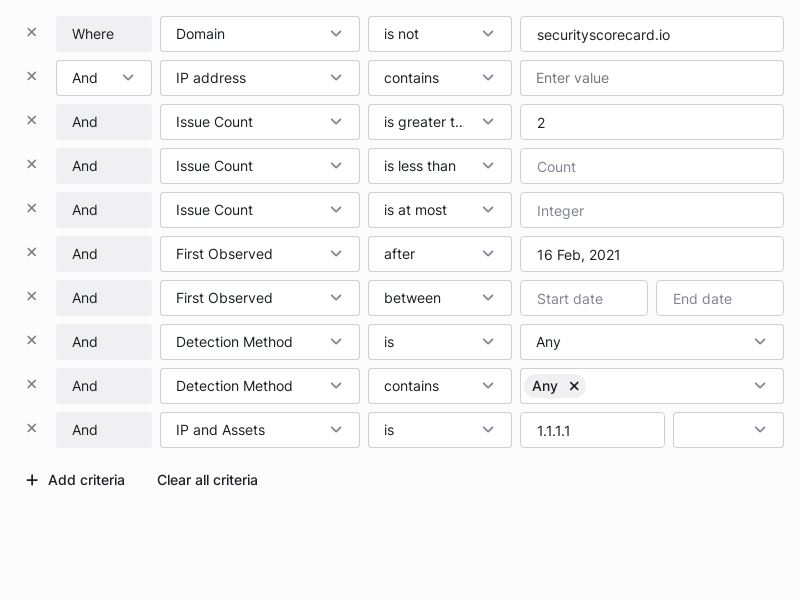 Where Domain is not securityscorecard.io
And IP address contains Enter value
And Issue Count is greater t... 2
And Issue Count is less than Count
And Issue Count is at most Integer
And First Observed after 16 Feb, 2021
And First Observed between Start date End date
And Detection Method is Any
And Detection Method contains Any
And IP and Assets is 1.1.1.1
Add criteria Clear all criteria